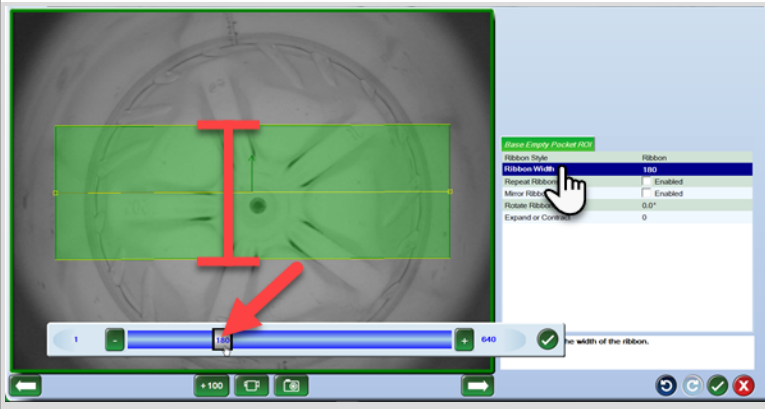 Base Empty Pocket ROI
Ribbon Style Ribbon
Ribbon Width 180
Repeat Ribbon Enabled
Mirror Ribbo Enabled
Rotate Ribbon 0.0°
Expand or Contract 0
1 - 180 + 640
he width of the ribbon.
+100